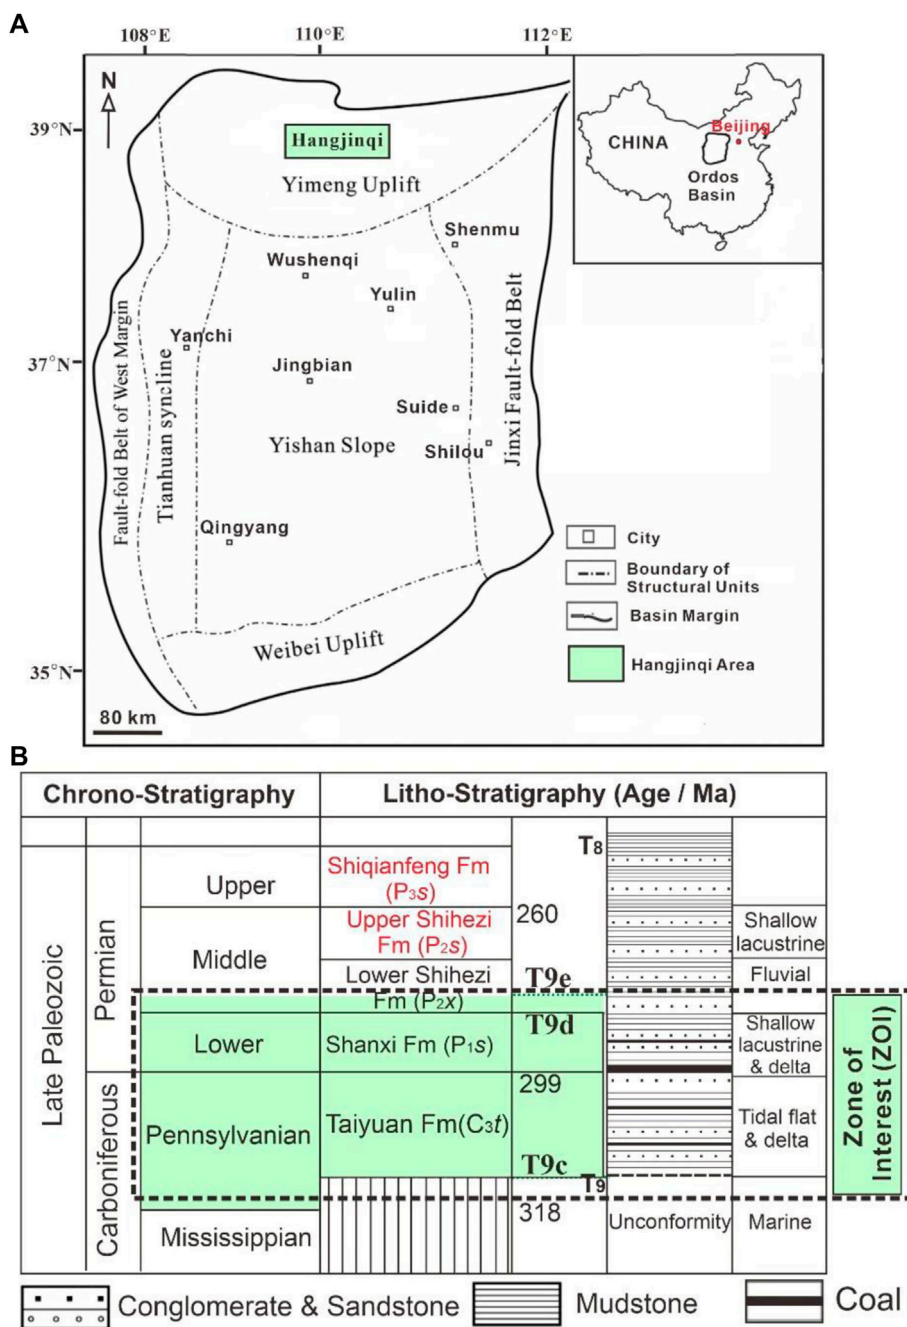 A
108°E
110°E
112°E
N
39°N
37°N
35°N
Hangjinqi
Yimeng Uplift
Shenmu
Wushenqi
Yulin
Yanchi
Jingbian
Suide
Yishan Slope
Shilou
Qingyang
Weibei Uplift
Fault-fold Belt of West Margin
Tianhuan syncline
Jinxi Fault-fold Belt
80 km
CHINA
Beijing
Ordos
Basin
City
Boundary of
Structural Units
Basin Margin
Hangjinqi Area
B
Chrono-Stratigraphy
Litho-Stratigraphy (Age / Ma)
Late Paleozoic
Permian
Carboniferous
Upper
Middle
Lower
Pennsylvanian
Mississippian
Shiqianfeng Fm
(P3s)
Upper Shihezi
Fm (P2s)
Lower Shihezi
Fm (P2x)
Shanxi Fm (P1s)
Taiyuan Fm(C3t)
T8
260
T9e
T9d
299
T9c
T9
318
Unconformity
Shallow
lacustrine
Fluvial
Shallow
lacustrine
& delta
Tidal flat
& delta
Marine
Zone of
Interest (ZOI)
Conglomerate & Sandstone
Mudstone
Coal